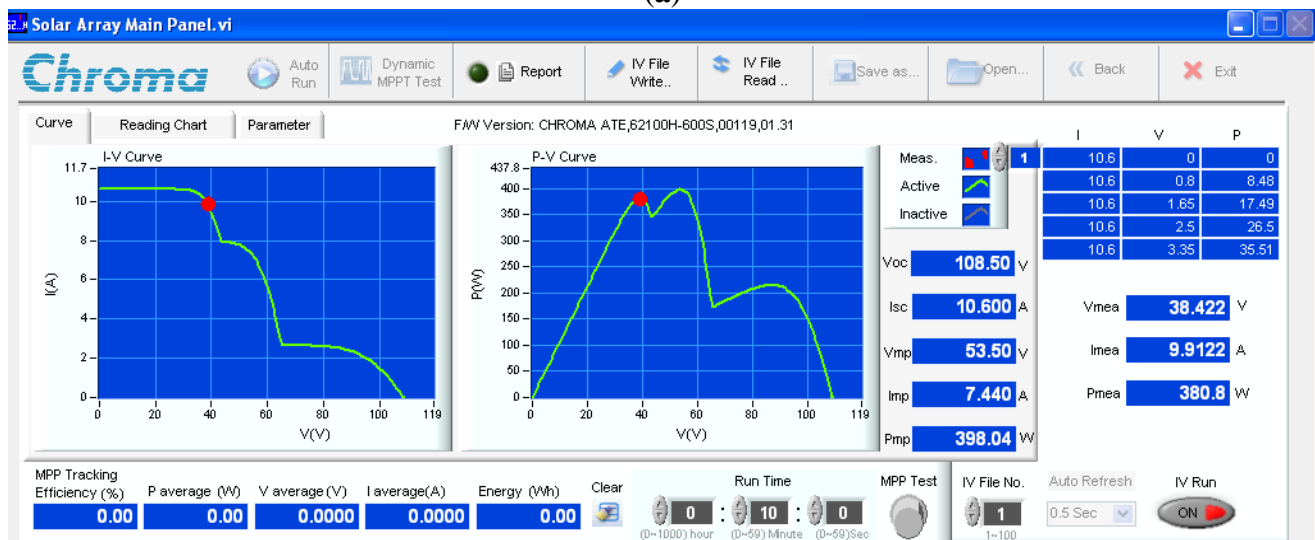 (a)
Solar Array Main Panel.vi
Chroma
Auto Run
Dynamic MPPT Test
Report
IV File Write..
IV File Read ..
Save as...
Open...
Back
Exit
Curve
Reading Chart
Parameter
F/W Version: CHROMA ATE,62100H-600S,00119,01.31
I-V Curve
11.7
10
8
6
4
2
0
I(A)
0 20 40 60 80 100 119
V(V)
P-V Curve
437.8
400
350
300
250
200
150
100
50
0
P(W)
0 20 40 60 80 100 119
V(V)
Meas. 1
Active
Inactive
Voc 108.50 V
Isc 10.600 A
Vmp 53.50 V
Imp 7.440 A
Pmp 398.04 W
I V P
10.6 0 0
10.6 0.8 8.48
10.6 1.65 17.49
10.6 2.5 26.5
10.6 3.35 35.51
Vmea 38.422 V
Imea 9.9122 A
Pmea 380.8 W
MPP Tracking
Efficiency (%) P average (W) V average (V) I average(A) Energy (Wh) Clear
0.00 0.00 0.0000 0.0000 0.00
Run Time
0 : 10 : 0
(0~1000) hour (0~59) Minute (0~59)Sec
MPP Test
IV File No.
1
1~100
Auto Refresh
0.5 Sec
IV Run
ON